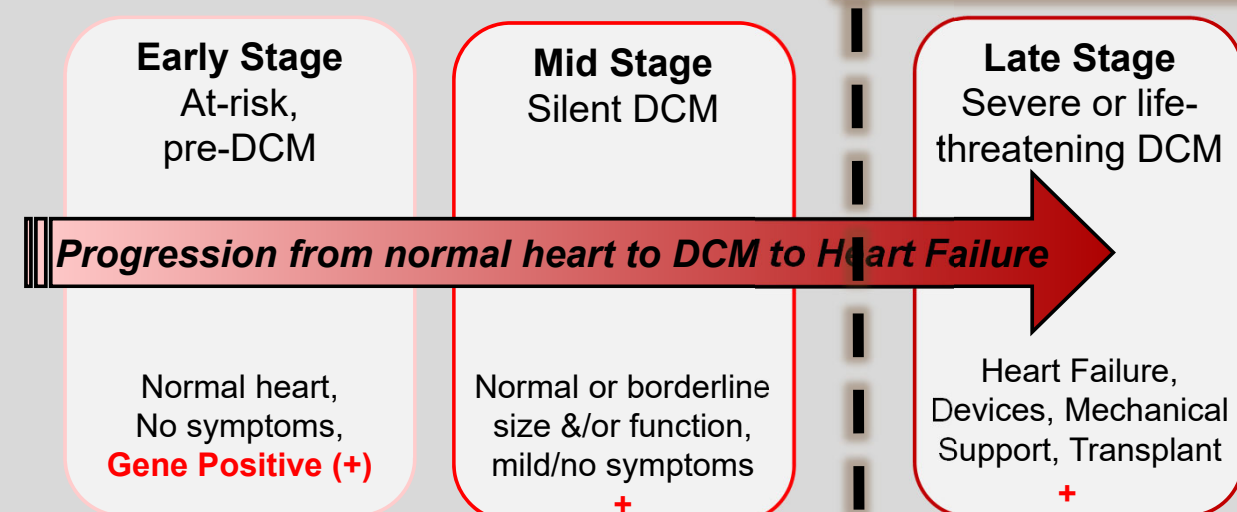 Early Stage
At-risk,
pre-DCM
Mid Stage
Silent DCM
Late Stage
Severe or life-
threatening DCM
Progression from normal heart to DCM to Heart Failure
Normal heart,
No symptoms,
Gene Positive (+)
Normal or borderline
size &/or function,
mild/no symptoms
+
Heart Failure,
Devices, Mechanical
Support, Transplant
+